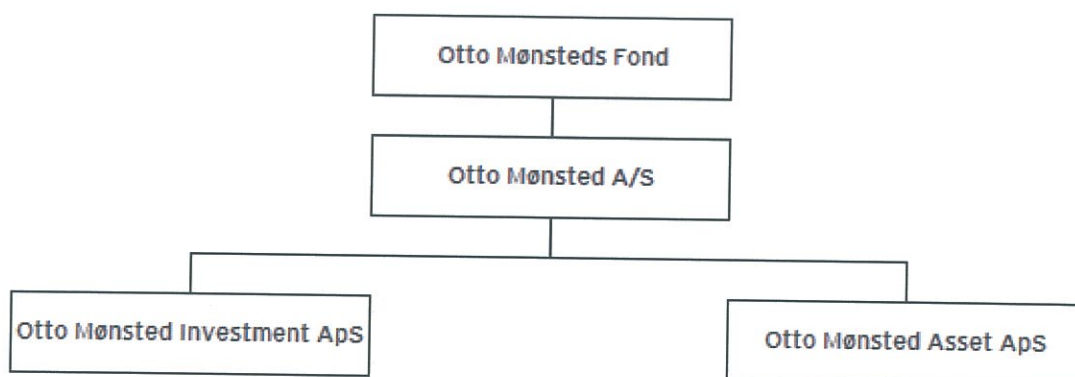 Otto Mønsteds Fond
Otto Mønsted A/S
Otto Mønsted Investment ApS
Otto Mønsted Asset ApS